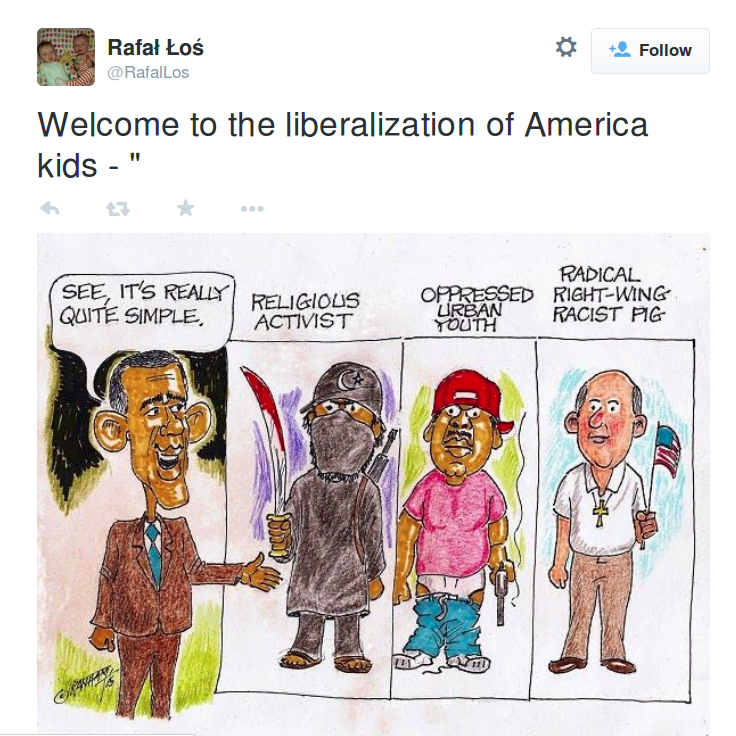 Rafał Łoś
@RafalLos
Follow
Welcome to the liberalization of America
kids - "
SEE, IT'S REALLY
QUITE SIMPLE.
RELIGIOUS
ACTIVIST
OPPRESSED
URBAN
YOUTH
RADICAL
RIGHT-WING
RACIST PIG